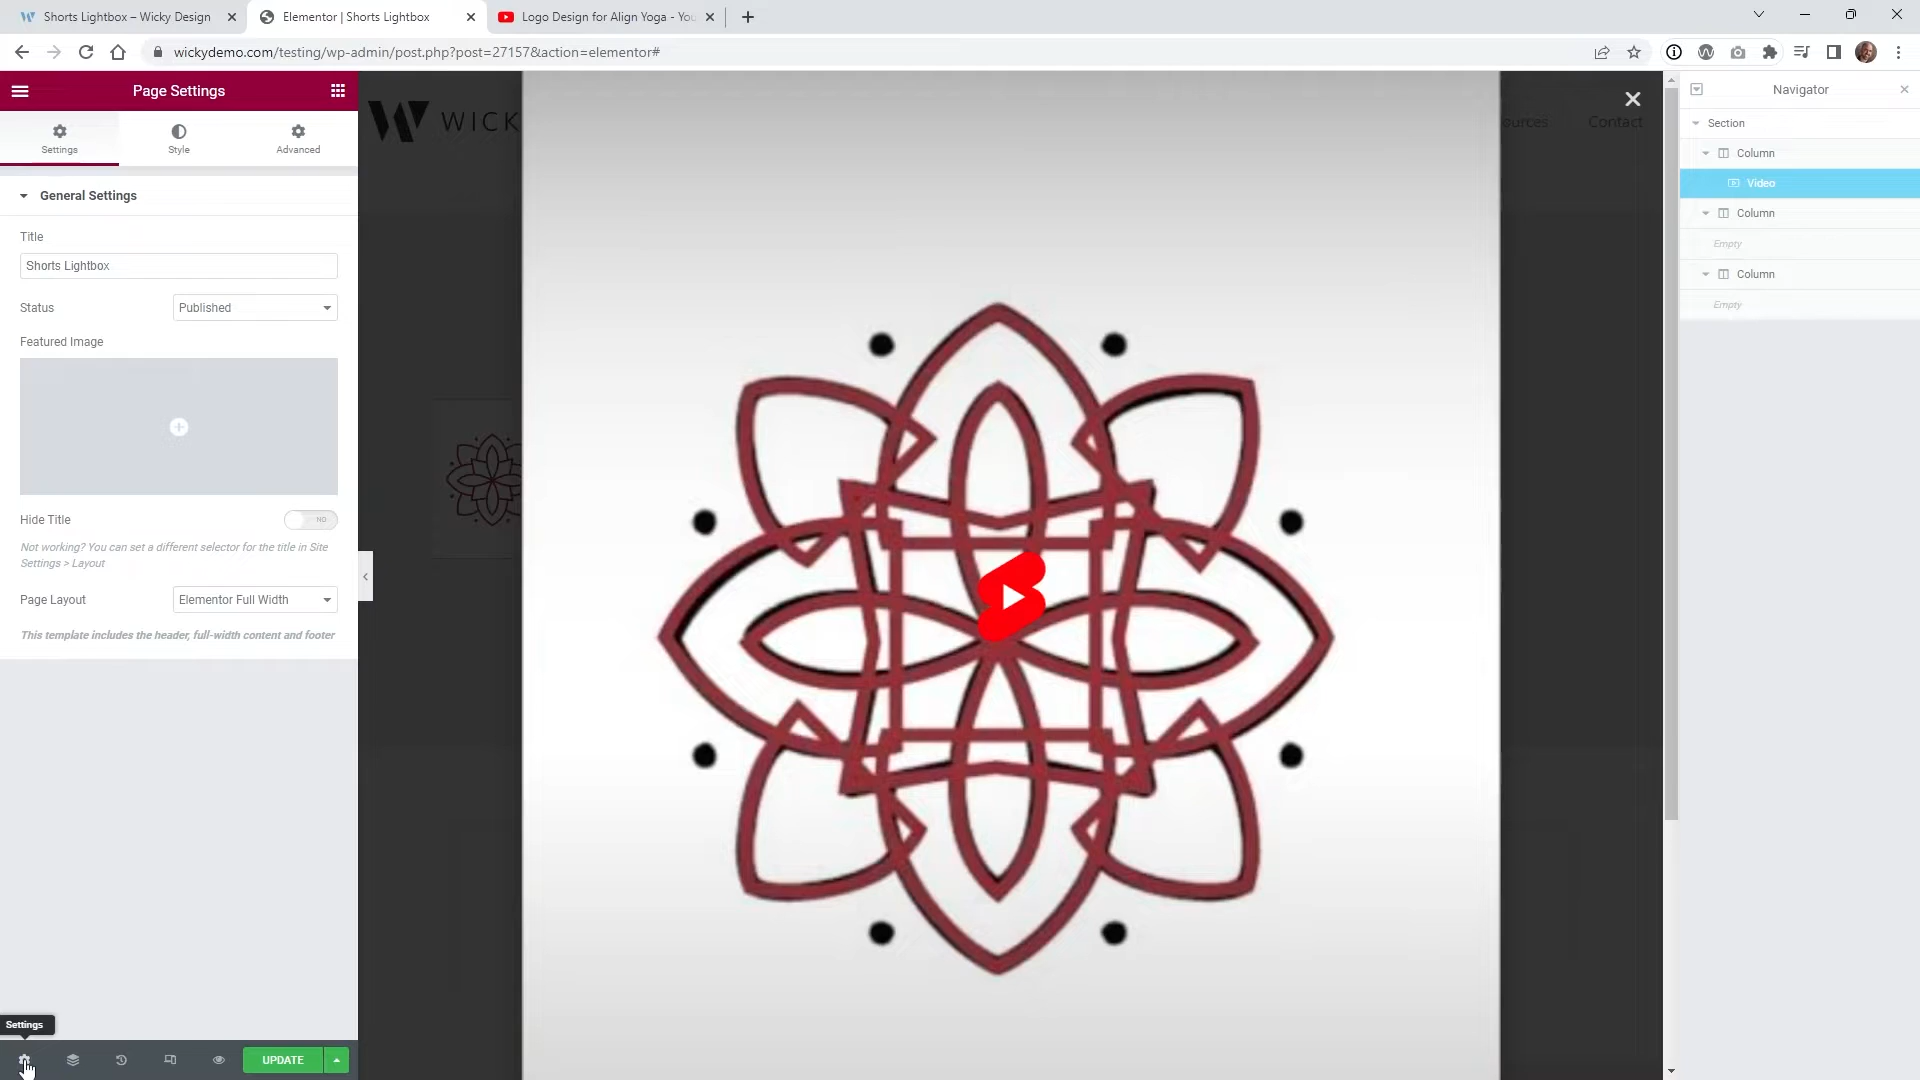 Shorts Lightbox – Wicky Design
Elementor | Shorts Lightbox
Logo Design for Align Yoga - You
wickydemo.com/testing/wp-admin/post.php?post=27157&action=elementor#
Page Settings
Settings
Style
Advanced
General Settings
Title
Shorts Lightbox
Status
Published
Featured Image
Hide Title
NO
Not working? You can set a different selector for the title in Site
Settings > Layout
Page Layout
Elementor Full Width
This template includes the header, full-width content and footer
Settings
UPDATE
W WICK
ources
Contact
Navigator
Section
Column
Video
Column
Empty
Column
Empty